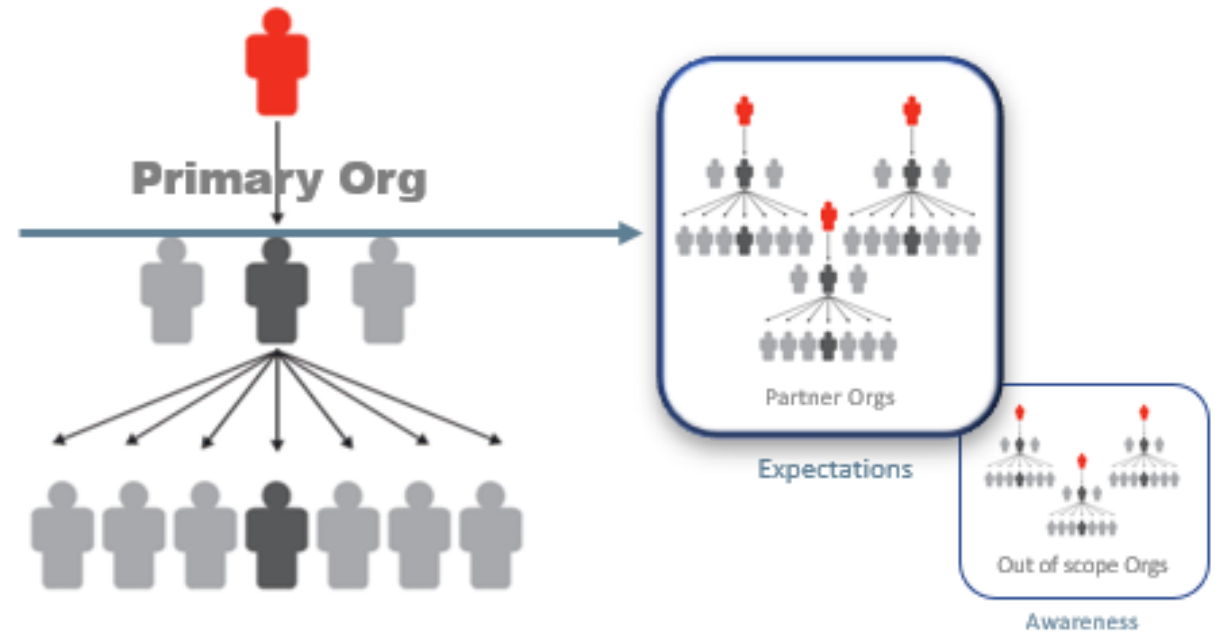 Primary Org
Partner Orgs
Expectations
Out of scope Orgs
Awareness